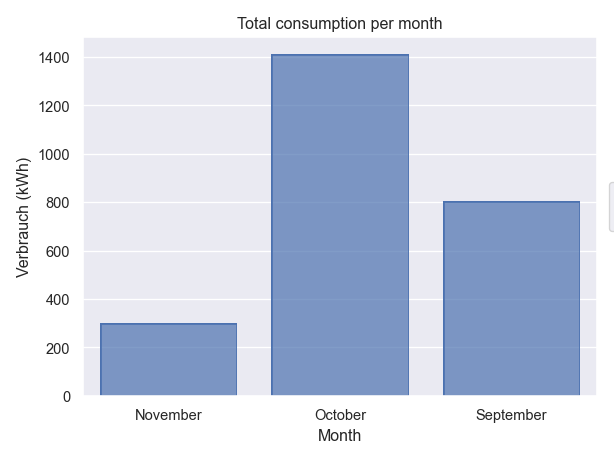 Total consumption per month
Verbrauch (kWh)
1400
1200
1000
800
600
400
200
0
November October September
Month